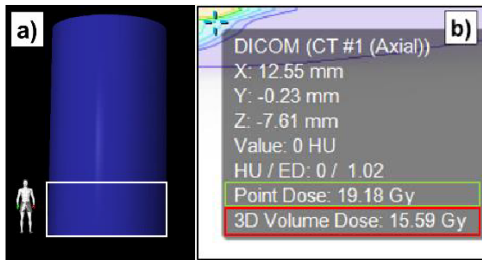 a)
b)
DICOM (CT #1 (Axial))
X: 12.55 mm
Y: -0.23 mm
Z: -7.61 mm
Value: 0 HU
HU / ED: 0 / 1.02
Point Dose: 19.18 Gy
3D Volume Dose: 15.59 Gy